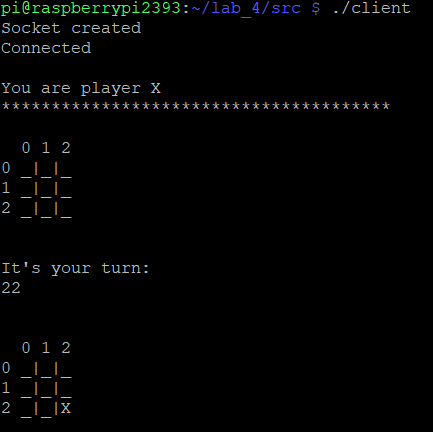 pi@raspberrypi2393:~/lab_4/src $ ./client
Socket created
Connected
You are player X
***************************************
0 1 2
0 _|_|_
1 _|_|_
2 _|_|_
It's your turn:
22
0 1 2
0 _|_|_
1 _|_|_
2 _|_|X